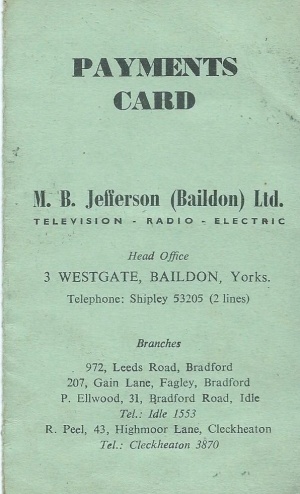 PAYMENTS
CARD
M. B. Jefferson (Baildon) Ltd.
TELEVISION - RADIO - ELECTRIC
Head Office
3 WESTGATE, BAILDON, Yorks.
Telephone: Shipley 53205 (2 lines)
Branches
972, Leeds Road, Bradford
207, Gain Lane, Fagley, Bradford
P. Ellwood, 31, Bradford Road, Idle
Tel.: Idle 1553
R. Peel, 43, Highmoor Lane, Cleckheaton
Tel.: Cleckheaton 3870